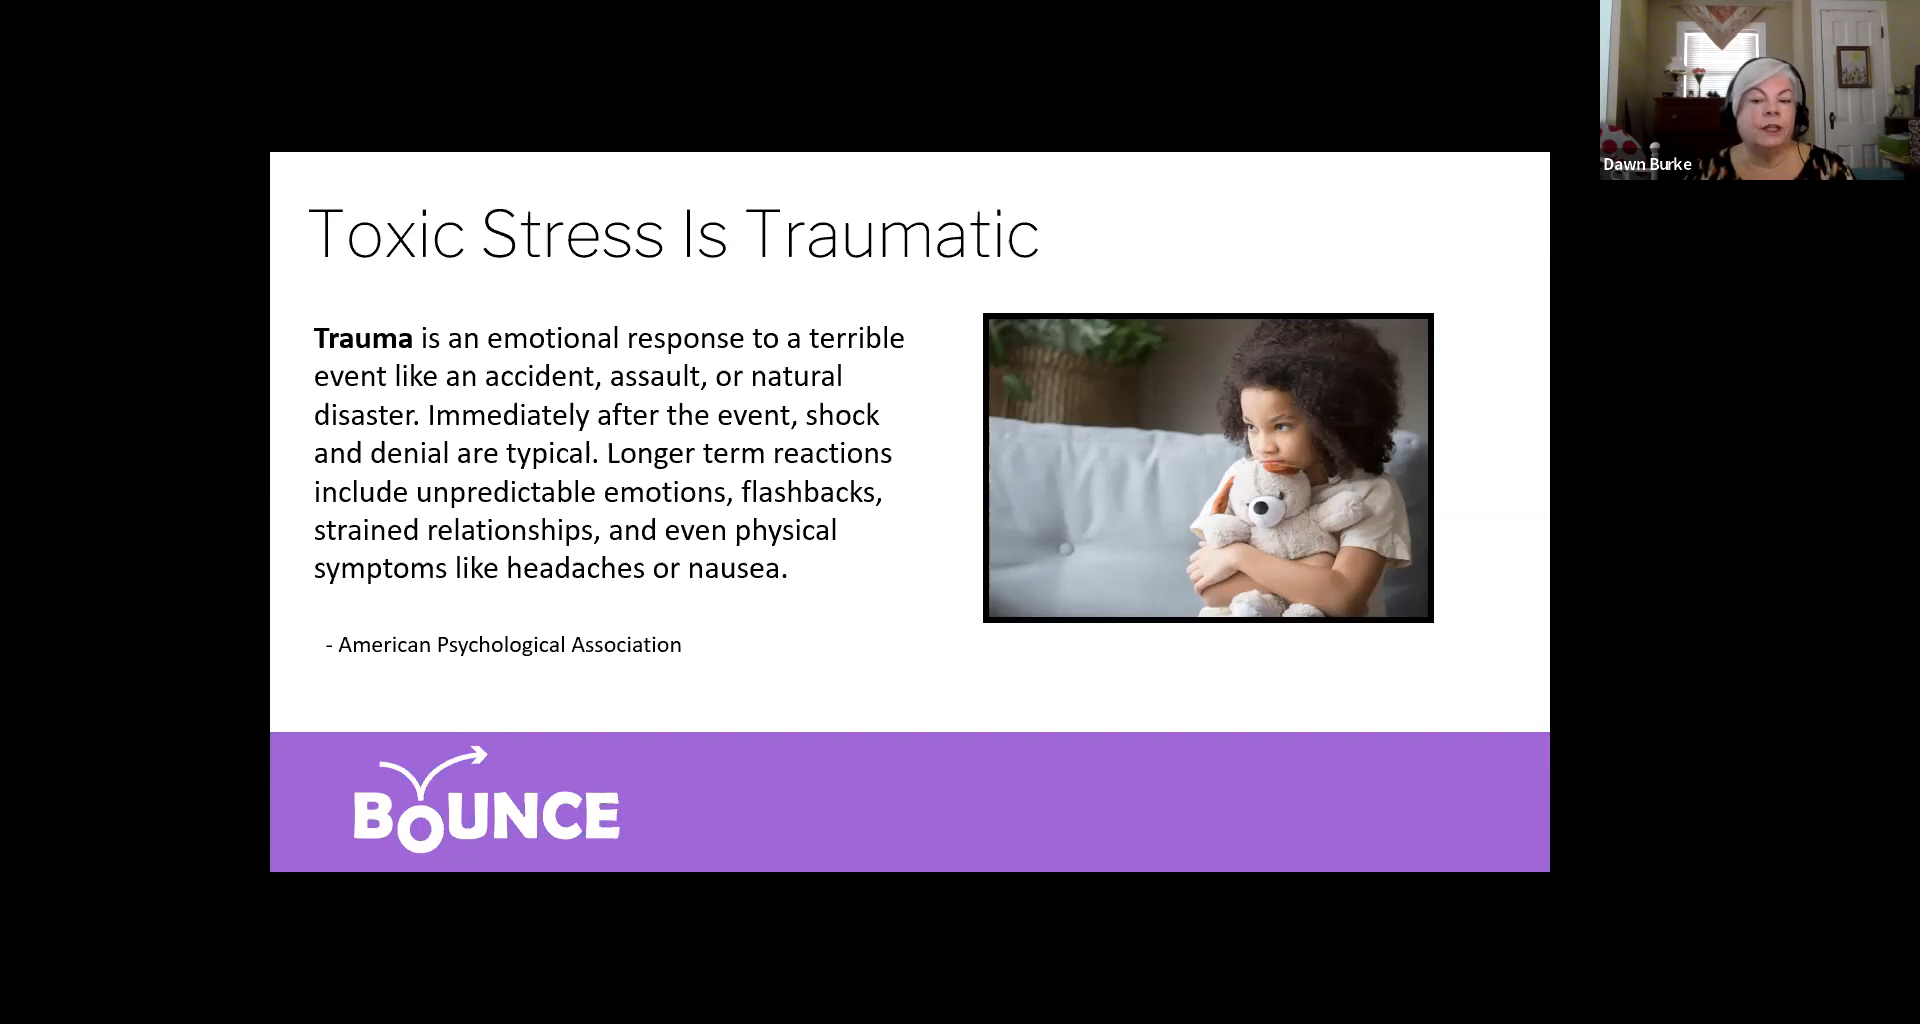 Dawn Burke
Toxic Stress Is Traumatic
Trauma is an emotional response to a terrible
event like an accident, assault, or natural
disaster. Immediately after the event, shock
and denial are typical. Longer term reactions
include unpredictable emotions, flashbacks,
strained relationships, and even physical
symptoms like headaches or nausea.
- American Psychological Association
BOUNCE